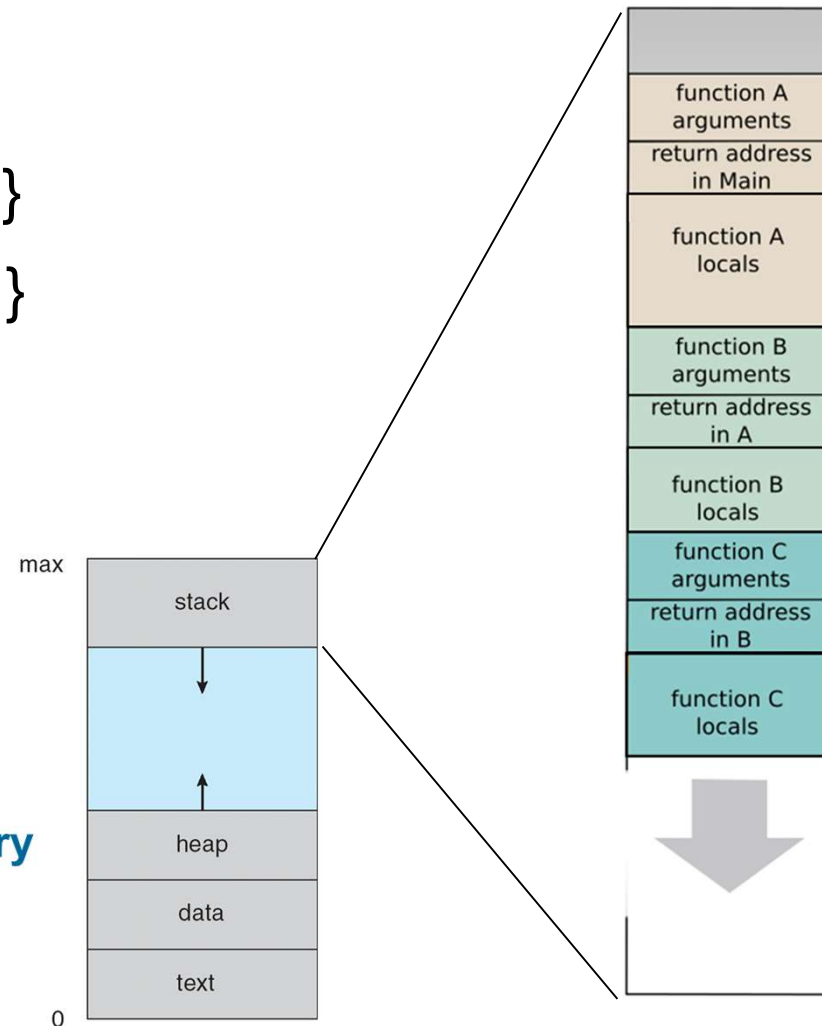 }
}
max
stack
ry
heap
data
text
0
function A
arguments
return address
in Main
function A
locals
function B
arguments
return address
in A
function B
locals
function C
arguments
return address
in B
function C
locals